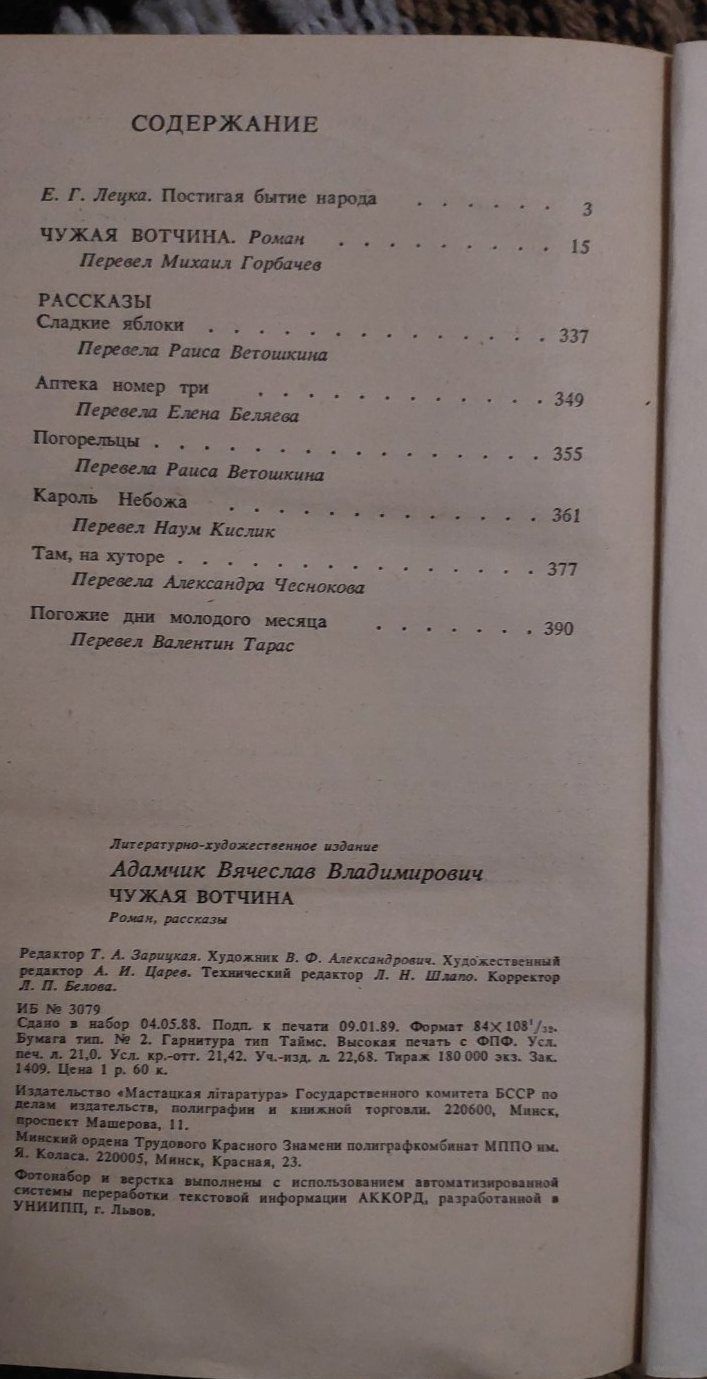 СОДЕРЖАНИЕ
Е. Г. Лецка. Постигая бытие народа . . . . . . 3
ЧУЖАЯ ВОТЧИНА. Роман . . . . . . . . . 15
Перевел Михаил Горбачев
РАССКАЗЫ
Сладкие яблоки . . . . . . . . . . . . . . 337
Перевела Раиса Ветошкина
Аптека номер три . . . . . . . . . . . . 349
Перевела Елена Беляева
Погорельцы . . . . . . . . . . . . . . . . 355
Перевела Раиса Ветошкина
Кароль Небожа . . . . . . . . . . . . . 361
Перевел Наум Кислик
Там, на хуторе . . . . . . . . . . . . . . . 377
Перевела Александра Чеснокова
Погожие дни молодого месяца . . . . . . . 390
Перевел Валентин Тарас
Литературно-художественное издание
Адамчик Вячеслав Владимирович
ЧУЖАЯ ВОТЧИНА
Роман, рассказы
Редактор Т. А. Зарицкая. Художник В. Ф. Александрович. Художественный
редактор А. И. Царев. Технический редактор Л. Н. Шлапо. Корректор
Л. П. Белова.
ИБ № 3079
Сдано в набор 04.05.88. Подп. к печати 09.01.89. Формат 84×108¹/₃₂.
Бумага тип. № 2. Гарнитура тип Таймс. Высокая печать с ФПФ. Усл.
печ. л. 21,0. Усл. кр.-отт. 21,42. Уч.-изд. л. 22,68. Тираж 180 000 экз. Зак.
1409. Цена 1 р. 60 к.
Издательство «Мастацкая літаратура» Государственного комитета БССР по
делам издательств, полиграфии и книжной торговли. 220600, Минск,
проспект Машерова, 11.
Минский ордена Трудового Красного Знамени полиграфкомбинат МППО им.
Я. Коласа. 220005, Минск, Красная, 23.
Фотонабор и верстка выполнены с использованием автоматизированной
системы переработки текстовой информации АККОРД, разработанной в
УНИИПП, г. Львов.